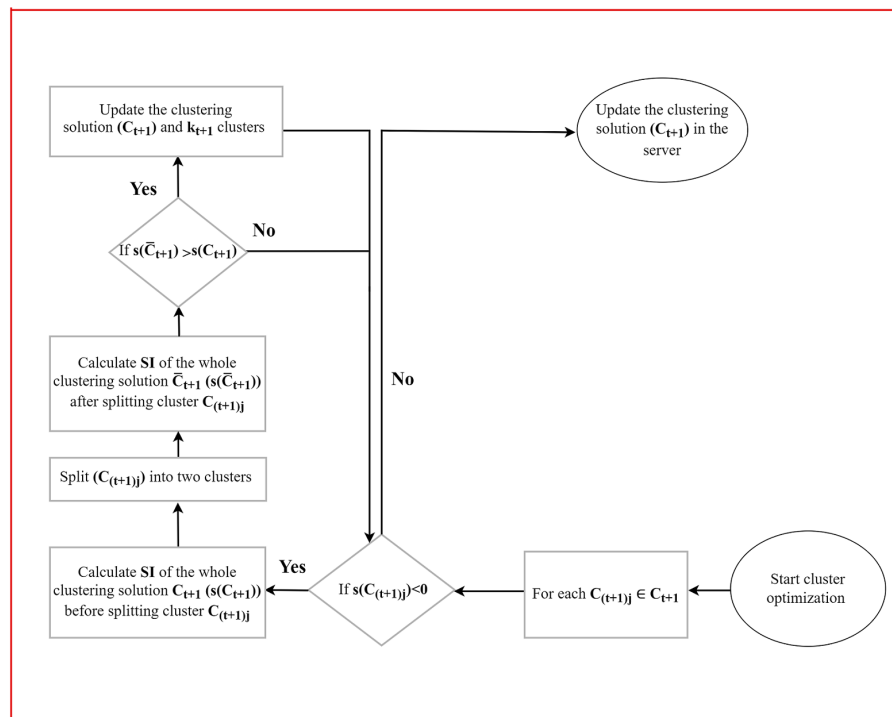 Update the clustering
solution (Cₜ₊₁) and kₜ₊₁ clusters
Update the clustering
solution (Cₜ₊₁) in the
server
Yes
If s(C̅ₜ₊₁) >s(Cₜ₊₁)
No
Calculate SI of the whole
clustering solution C̅ₜ₊₁ (s(C̅ₜ₊₁))
after splitting cluster C₍ₜ₊₁₎ⱼ
No
Split (C₍ₜ₊₁₎ⱼ) into two clusters
Calculate SI of the whole
clustering solution Cₜ₊₁ (s(Cₜ₊₁))
before splitting cluster C₍ₜ₊₁₎ⱼ
Yes
If s(C₍ₜ₊₁₎ⱼ)<0
For each C₍ₜ₊₁₎ⱼ ∈ Cₜ₊₁
Start cluster
optimization